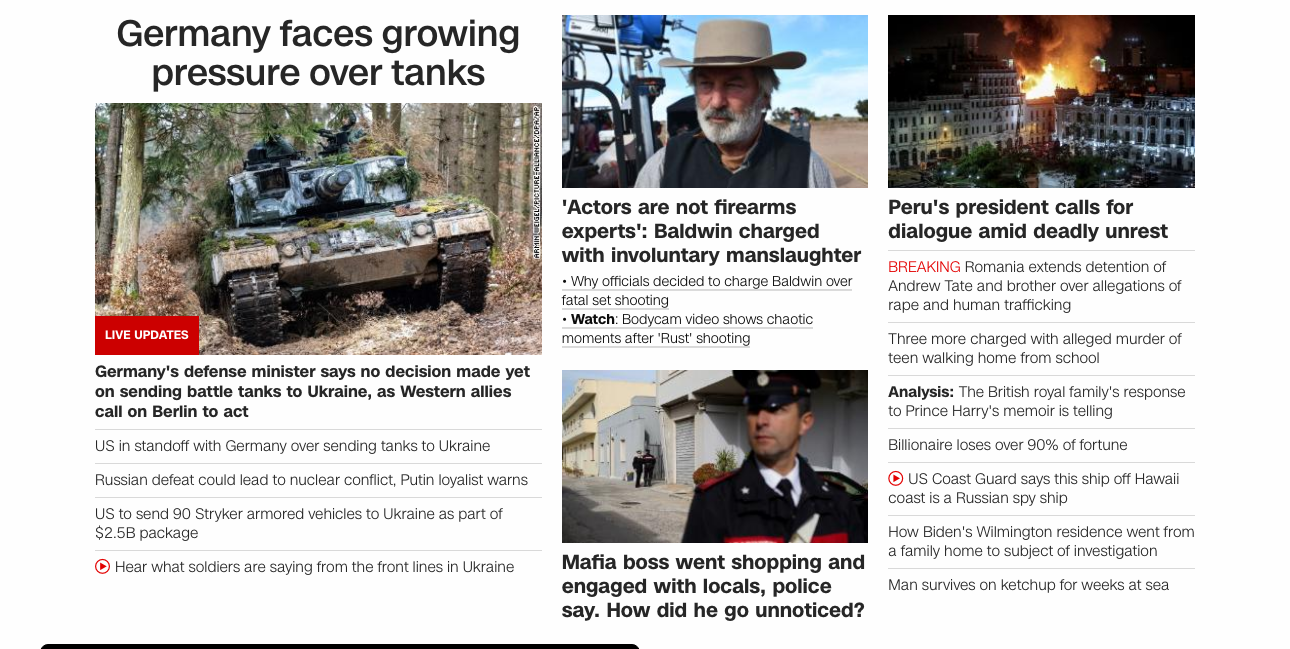 Germany faces growing
pressure over tanks
ARMIN WEIGEL/PICTURE-ALLIANCE/DPA/AP
LIVE UPDATES
Germany's defense minister says no decision made yet
on sending battle tanks to Ukraine, as Western allies
call on Berlin to act
US in standoff with Germany over sending tanks to Ukraine
Russian defeat could lead to nuclear conflict, Putin loyalist warns
US to send 90 Stryker armored vehicles to Ukraine as part of
$2.5B package
Hear what soldiers are saying from the front lines in Ukraine
'Actors are not firearms
experts': Baldwin charged
with involuntary manslaughter
• Why officials decided to charge Baldwin over
fatal set shooting
• Watch: Bodycam video shows chaotic
moments after 'Rust' shooting
Mafia boss went shopping and
engaged with locals, police
say. How did he go unnoticed?
Peru's president calls for
dialogue amid deadly unrest
BREAKING Romania extends detention of
Andrew Tate and brother over allegations of
rape and human trafficking
Three more charged with alleged murder of
teen walking home from school
Analysis: The British royal family's response
to Prince Harry's memoir is telling
Billionaire loses over 90% of fortune
US Coast Guard says this ship off Hawaii
coast is a Russian spy ship
How Biden's Wilmington residence went from
a family home to subject of investigation
Man survives on ketchup for weeks at sea